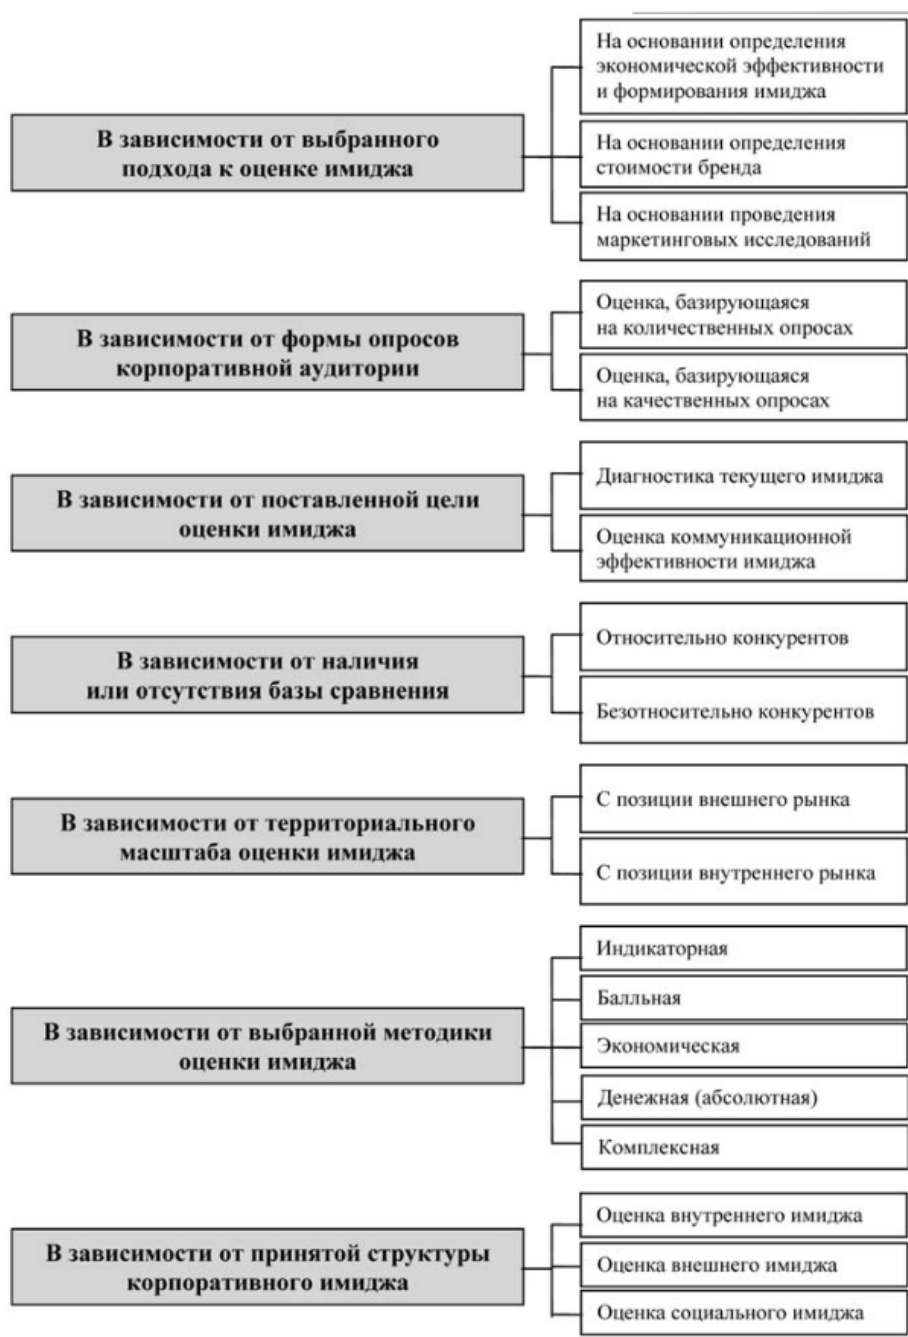 В зависимости от выбранного
подхода к оценке имиджа
На основании определения
экономической эффективности
и формирования имиджа
На основании определения
стоимости бренда
На основании проведения
маркетинговых исследований
В зависимости от формы опросов
корпоративной аудитории
Оценка, базирующаяся
на количественных опросах
Оценка, базирующаяся
на качественных опросах
В зависимости от поставленной цели
оценки имиджа
Диагностика текущего имиджа
Оценка коммуникационной
эффективности имиджа
В зависимости от наличия
или отсутствия базы сравнения
Относительно конкурентов
Безотносительно конкурентов
В зависимости от территориального
масштаба оценки имиджа
С позиции внешнего рынка
С позиции внутреннего рынка
В зависимости от выбранной методики
оценки имиджа
Индикаторная
Балльная
Экономическая
Денежная (абсолютная)
Комплексная
В зависимости от принятой структуры
корпоративного имиджа
Оценка внутреннего имиджа
Оценка внешнего имиджа
Оценка социального имиджа